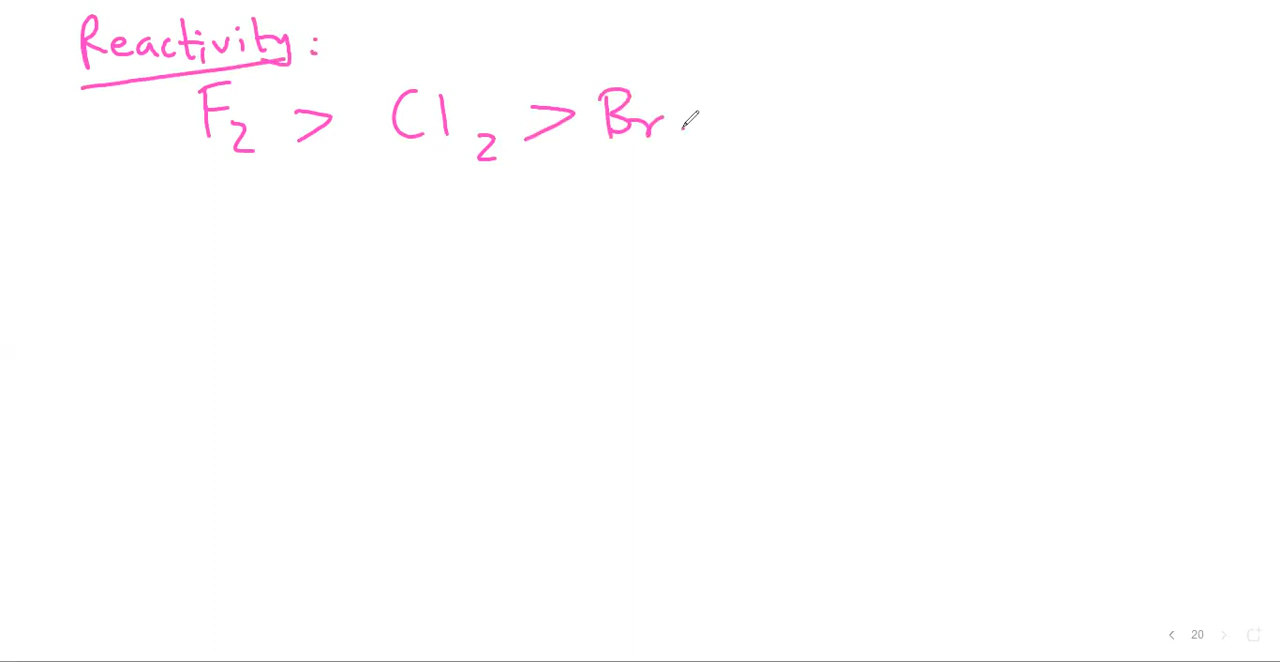 Reactivity:
F₂ > Cl₂ > Br
20